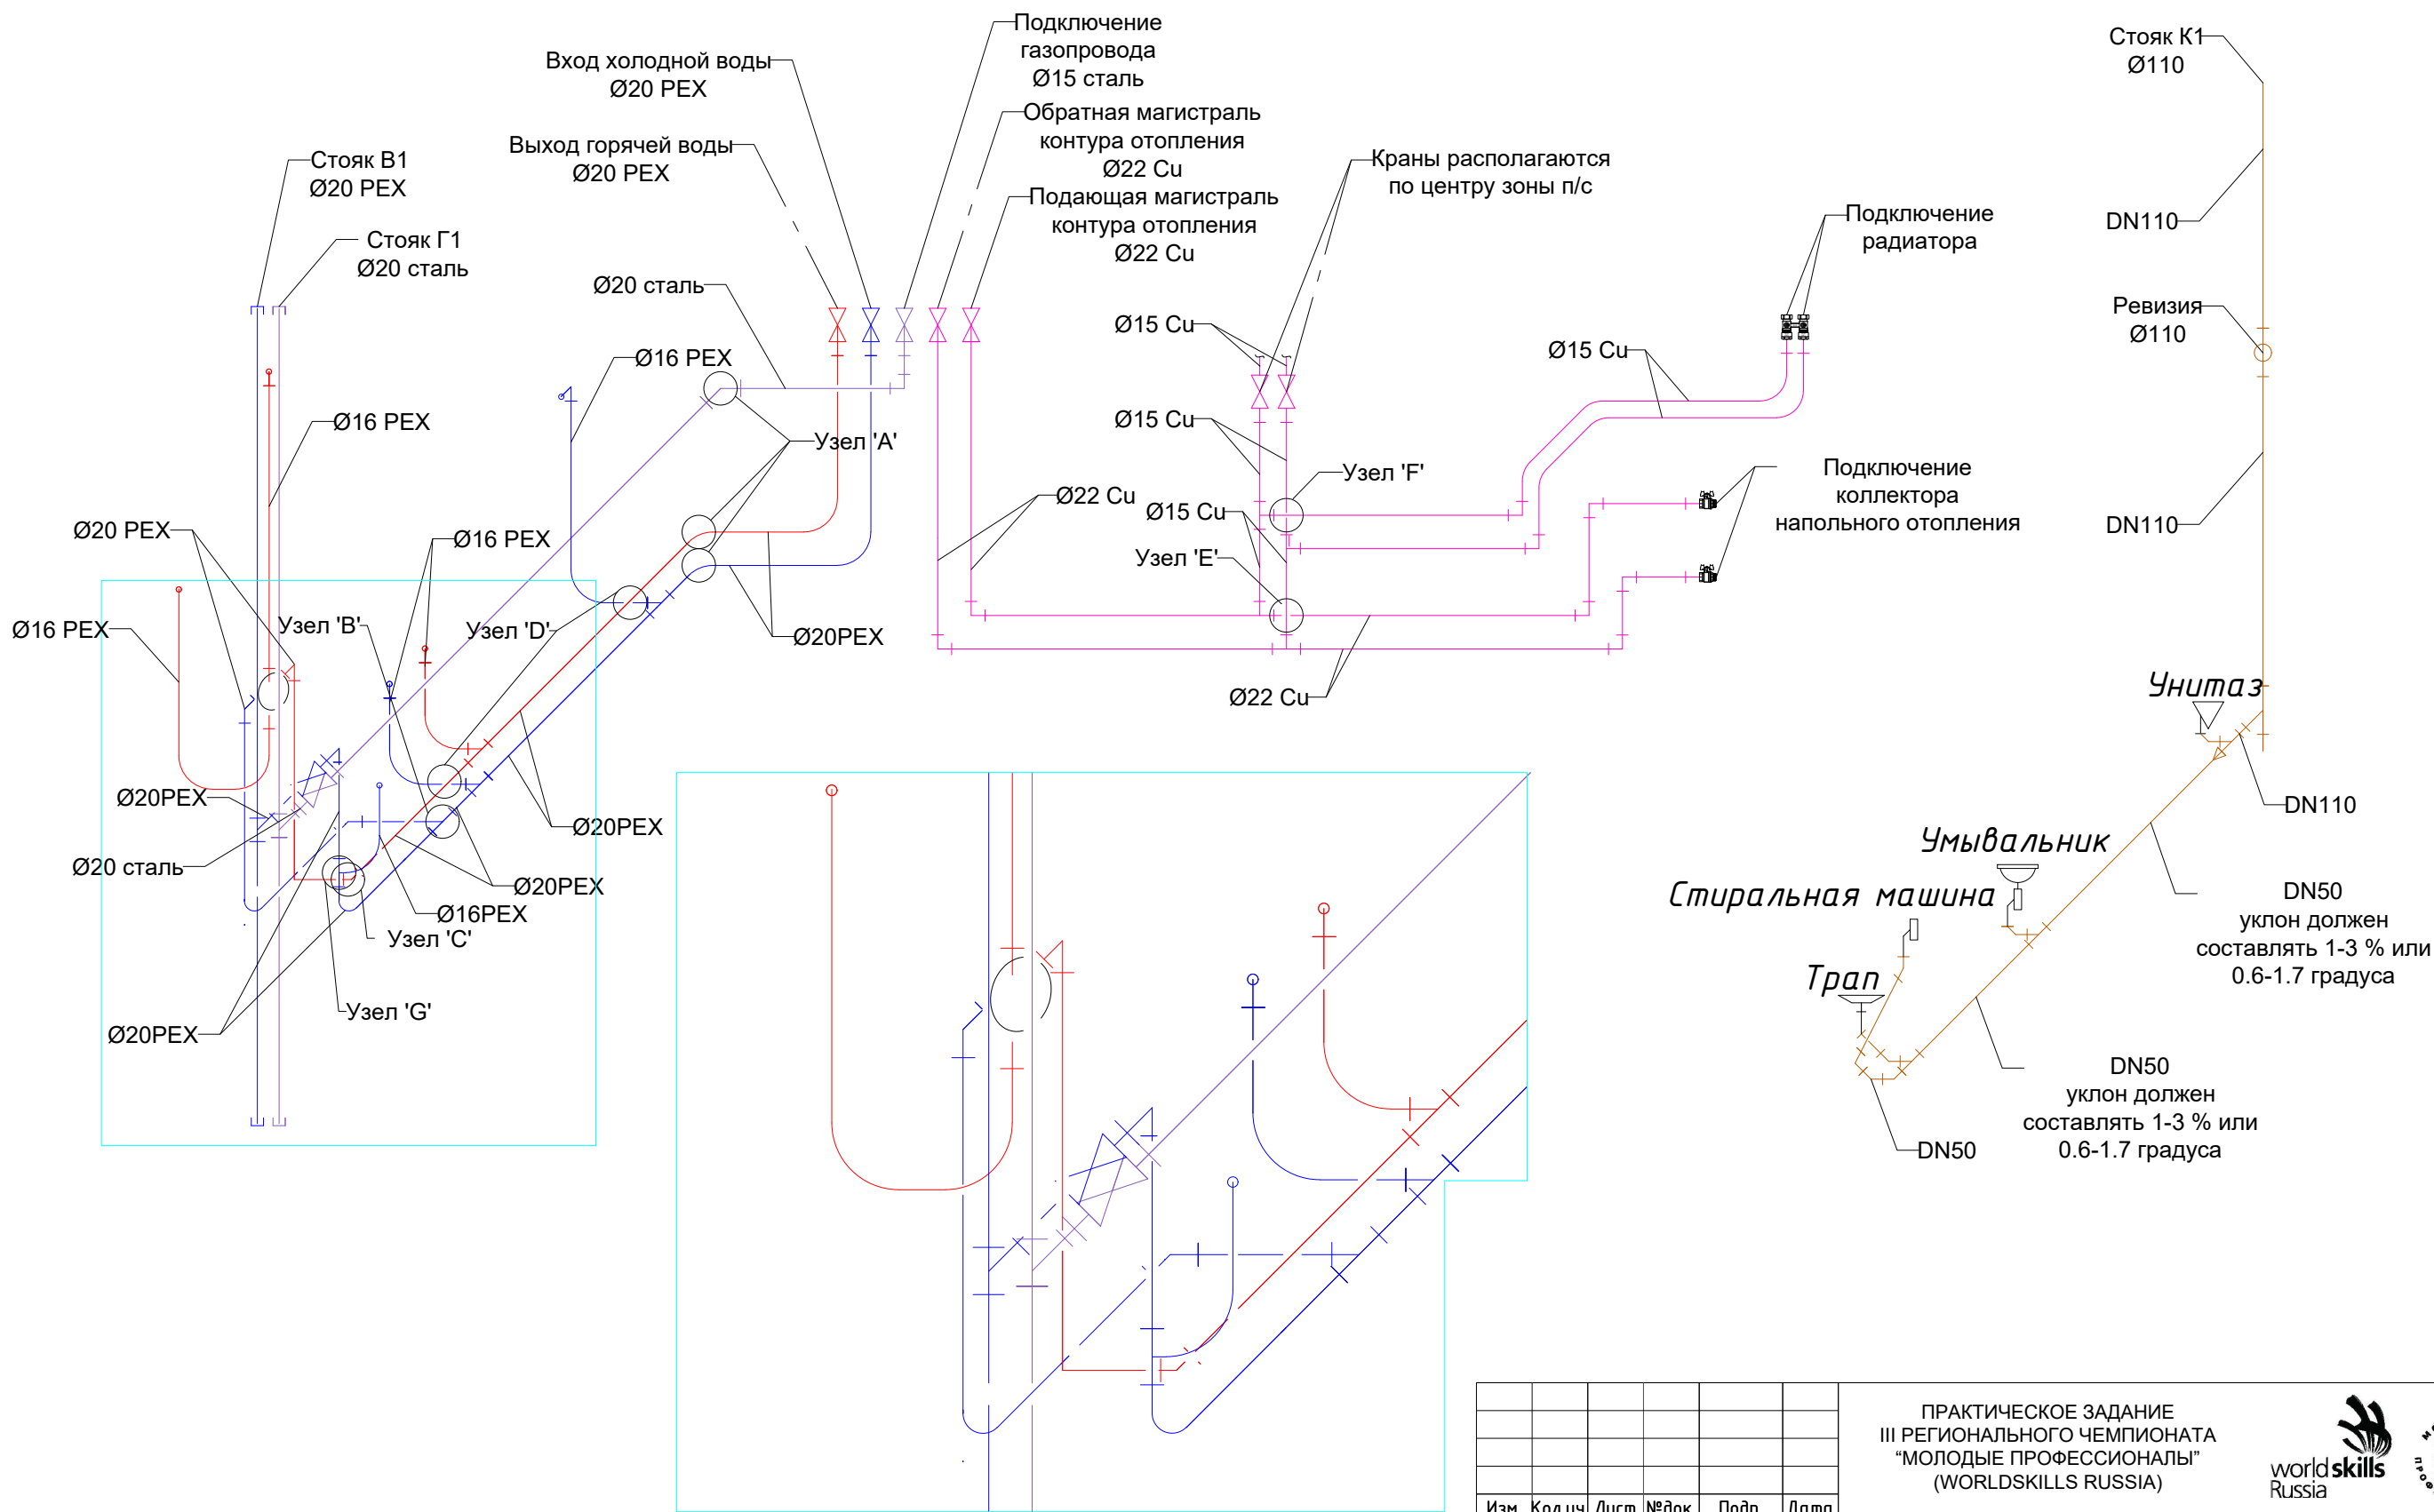 Подключение
газопровода
Ø15 сталь
Вход холодной воды
Ø20 PEX
Обратная магистраль
контура отопления
Ø22 Cu
Выход горячей воды
Ø20 PEX
Подающая магистраль
контура отопления
Ø22 Cu
Стояк В1
Ø20 PEX
Стояк Г1
Ø20 сталь
Краны располагаются
по центру зоны п/с
Подключение
радиатора
Стояк К1
Ø110
DN110
Ревизия
Ø110
DN110
Ø20 сталь
Ø16 PEX
Ø16 PEX
Узел 'А'
Ø15 Cu
Ø15 Cu
Ø15 Cu
Узел 'F'
Ø22 Cu
Ø15 Cu
Узел 'E'
Подключение
коллектора
напольного отопления
Ø20 PEX
Ø16 PEX
Ø16 PEX
Узел 'B'
Узел 'D'
Ø20PEX
Ø22 Cu
Ø20PEX
Ø20PEX
Ø20 сталь
Ø20PEX
Ø16PEX
Узел 'C'
Узел 'G'
Ø20PEX
Унитаз
DN110
Умывальник
Стиральная машина
Трап
DN50
уклон должен
составлять 1-3 % или
0.6-1.7 градуса
DN50
уклон должен
составлять 1-3 % или
0.6-1.7 градуса
DN50
ПРАКТИЧЕСКОЕ ЗАДАНИЕ
III РЕГИОНАЛЬНОГО ЧЕМПИОНАТА
“МОЛОДЫЕ ПРОФЕССИОНАЛЫ”
(WORLDSKILLS RUSSIA)
worldskills
Russia
Изм. Кол.уч Лист №док. Подп. Дата